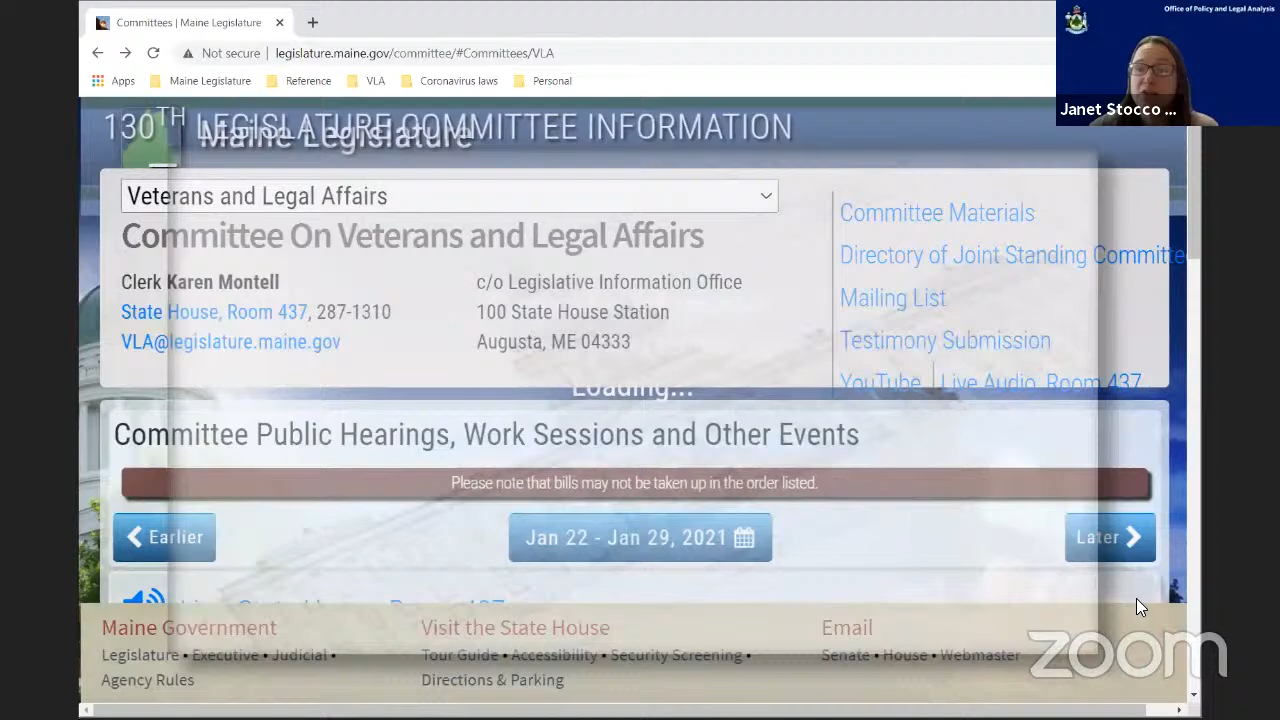 Committees | Maine Legislature
Not secure | legislature.maine.gov/committee/#Committees/VLA
Apps Maine Legislature Reference VLA Coronavirus laws Personal
Office of Policy and Legal Analysis
Janet Stocco ...
130TH LEGISLATURE COMMITTEE INFORMATION
Maine Legislature
Veterans and Legal Affairs
Committee On Veterans and Legal Affairs
Clerk Karen Montell
State House, Room 437, 287-1310
VLA@legislature.maine.gov
c/o Legislative Information Office
100 State House Station
Augusta, ME 04333
Committee Materials
Directory of Joint Standing Committe
Mailing List
Testimony Submission
YouTube | Live Audio, Room 437
Loading...
Committee Public Hearings, Work Sessions and Other Events
Please note that bills may not be taken up in the order listed.
Earlier
Jan 22 - Jan 29, 2021
Later
Maine Government
Legislature • Executive • Judicial •
Agency Rules
Visit the State House
Tour Guide • Accessibility • Security Screening •
Directions & Parking
Email
Senate • House • Webmaster
zoom